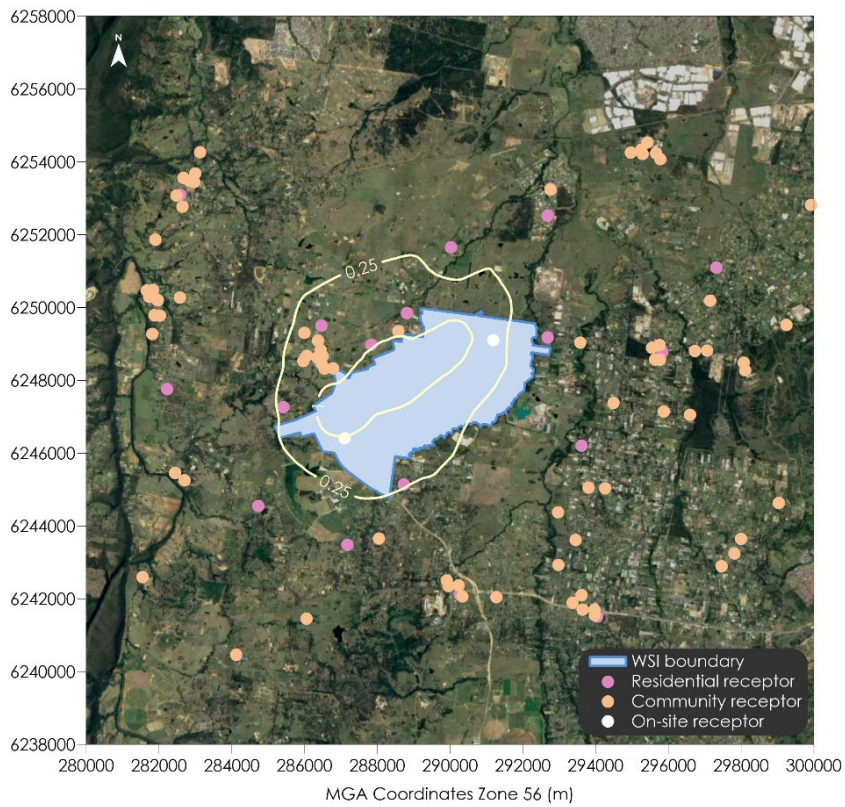 6258000
N
6256000
6254000
6252000
0.25
6250000
6248000
6246000
0.25
6244000
6242000
6240000
WSI boundary
Residential receptor
Community receptor
On-site receptor
6238000
280000 282000 284000 286000 288000 290000 292000 294000 296000 298000 300000
MGA Coordinates Zone 56 (m)